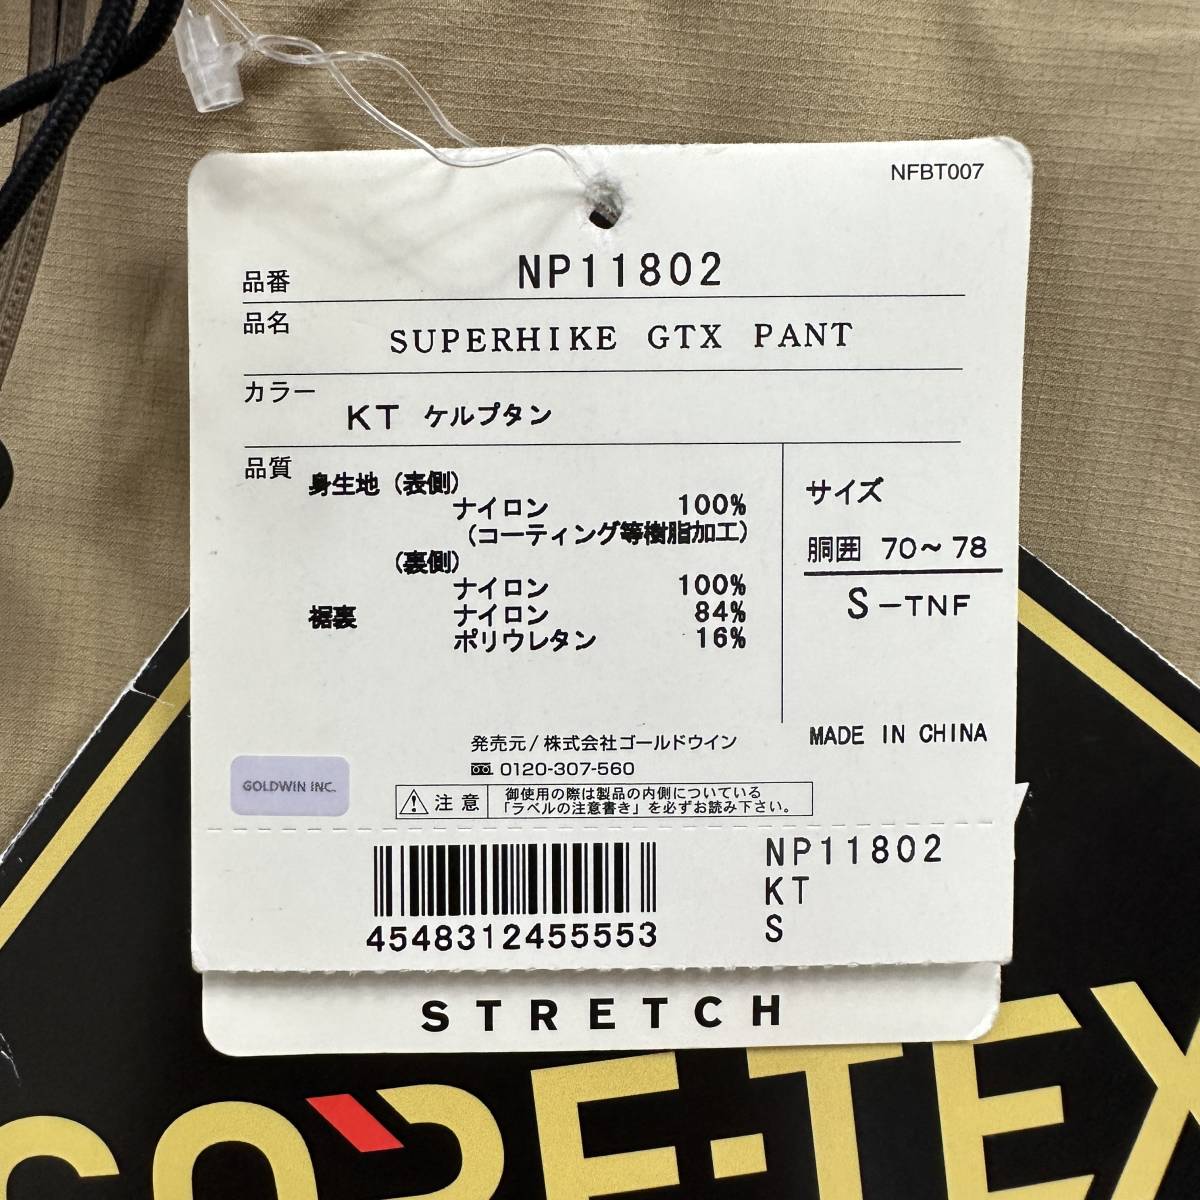 NFBT007
品番 NP11802
品名 SUPERHIKE GTX PANT
カラー KT ケルプタン
品質
身生地 (表側)
ナイロン 100%
(コーティング等樹脂加工)
(裏側)
ナイロン 100%
裾裏 ナイロン 84%
ポリウレタン 16%
サイズ
胴囲 70~78
S-TNF
MADE IN CHINA
発売元/株式会社ゴールドウイン
0120-307-560
GOLDWIN INC.
注意
御使用の際は製品の内側についている
「ラベルの注意書き」を必ずお読み下さい。
4548312455553
NP11802
KT
S
STRETCH
GORE-TEX